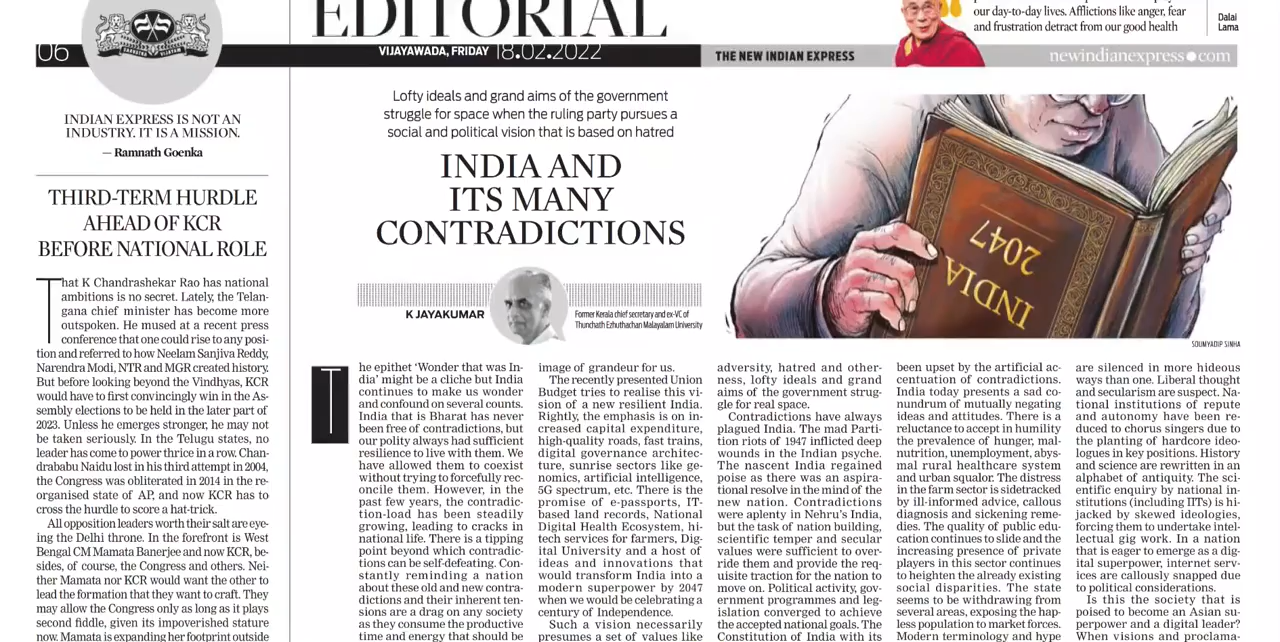 EDITORIAL
06
VIJAYAWADA, FRIDAY 18.02.2022
THE NEW INDIAN EXPRESS
our day-to-day lives. Afflictions like anger, fear
and frustration detract from our good health
Dalai
Lama
newindianexpress.com
INDIAN EXPRESS IS NOT AN
INDUSTRY. IT IS A MISSION.
— Ramnath Goenka
THIRD-TERM HURDLE
AHEAD OF KCR
BEFORE NATIONAL ROLE
That K Chandrashekar Rao has national
ambitions is no secret. Lately, the Telan-
gana chief minister has become more
outspoken. He mused at a recent press
conference that one could rise to any posi-
tion and referred to how Neelam Sanjiva Reddy,
Narendra Modi, NTR and MGR created history.
But before looking beyond the Vindhyas, KCR
would have to first convincingly win in the As-
sembly elections to be held in the later part of
2023. Unless he emerges stronger, he may not
be taken seriously. In the Telugu states, no
leader has come to power thrice in a row. Chan-
drababu Naidu lost in his third attempt in 2004,
the Congress was obliterated in 2014 in the re-
organised state of AP, and now KCR has to
cross the hurdle to score a hat-trick.
All opposition leaders worth their salt are eye-
ing the Delhi throne. In the forefront is West
Bengal CM Mamata Banerjee and now KCR, be-
sides, of course, the Congress and others. Nei-
ther Mamata nor KCR would want the other to
lead the formation that they want to craft. They
may allow the Congress only as long as it plays
second fiddle, given its impoverished stature
now. Mamata is expanding her footprint outside
Lofty ideals and grand aims of the government
struggle for space when the ruling party pursues a
social and political vision that is based on hatred
INDIA AND
ITS MANY
CONTRADICTIONS
K JAYAKUMAR
Former Kerala chief secretary and ex-VC of
Thunchath Ezhuthachan Malayalam University
INDIA
2047
SOUMYADIP SINHA
The epithet ‘Wonder that was In-
dia’ might be a cliche but India
continues to make us wonder
and confound on several counts.
India that is Bharat has never
been free of contradictions, but
our polity always had sufficient
resilience to live with them. We
have allowed them to coexist
without trying to forcefully rec-
oncile them. However, in the
past few years, the contradic-
tion-load has been steadily
growing, leading to cracks in
national life. There is a tipping
point beyond which contradic-
tions can be self-defeating. Con-
stantly reminding a nation
about these old and new contra-
dictions and their inherent ten-
sions are a drag on any society
as they consume the productive
time and energy that should be
image of grandeur for us.
The recently presented Union
Budget tries to realise this vi-
sion of a new resilient India.
Rightly, the emphasis is on in-
creased capital expenditure,
high-quality roads, fast trains,
digital governance architec-
ture, sunrise sectors like ge-
nomics, artificial intelligence,
5G spectrum, etc. There is the
promise of e-passports, IT-
based land records, National
Digital Health Ecosystem, hi-
tech services for farmers, Dig-
ital University and a host of
ideas and innovations that
would transform India into a
modern superpower by 2047
when we would be celebrating a
century of Independence.
Such a vision necessarily
presumes a set of values like
adversity, hatred and other-
ness, lofty ideals and grand
aims of the government strug-
gle for real space.
Contradictions have always
plagued India. The mad Parti-
tion riots of 1947 inflicted deep
wounds in the Indian psyche.
The nascent India regained
poise as there was an aspira-
tional resolve in the mind of the
new nation. Contradictions
were aplenty in Nehru's India,
but the task of nation building,
scientific temper and secular
values were sufficient to over-
ride them and provide the req-
uisite traction for the nation to
move on. Political activity, gov-
ernment programmes and leg-
islation converged to achieve
the accepted national goals. The
Constitution of India with its
been upset by the artificial ac-
centuation of contradictions.
India today presents a sad co-
nundrum of mutually negating
ideas and attitudes. There is a
reluctance to accept in humility
the prevalence of hunger, mal-
nutrition, unemployment, abys-
mal rural healthcare system
and urban squalor. The distress
in the farm sector is sidetracked
by ill-informed advice, callous
diagnosis and sickening reme-
dies. The quality of public edu-
cation continues to slide and the
increasing presence of private
players in this sector continues
to heighten the already existing
social disparities. The state
seems to be withdrawing from
several areas, exposing the hap-
less population to market forces.
Modern terminology and hype
are silenced in more hideous
ways than one. Liberal thought
and secularism are suspect. Na-
tional institutions of repute
and autonomy have been re-
duced to chorus singers due to
the planting of hardcore ideo-
logues in key positions. History
and science are rewritten in an
alphabet of antiquity. The sci-
entific enquiry by national in-
stitutions (including IITs) is hi-
jacked by skewed ideologies,
forcing them to undertake intel-
lectual gig work. In a nation
that is eager to emerge as a dig-
ital superpower, internet serv-
ices are callously snapped due
to political considerations.
Is this the society that is
poised to become an Asian su-
perpower and a digital leader?
When visions and melodrama-